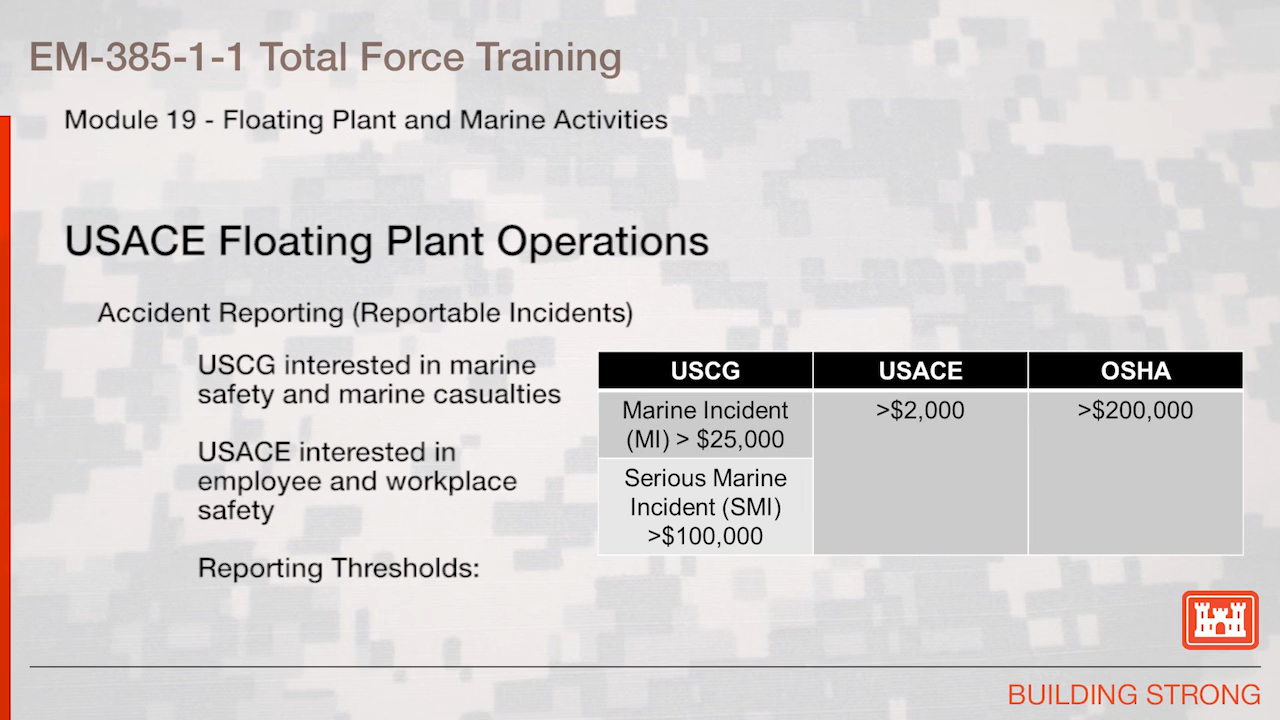 EM-385-1-1 Total Force Training
Module 19 - Floating Plant and Marine Activities
USACE Floating Plant Operations
Accident Reporting (Reportable Incidents)
USCG interested in marine
safety and marine casualties
USACE interested in
employee and workplace
safety
Reporting Thresholds:
USCG USACE OSHA
Marine Incident >$2,000 >$200,000
(MI) > $25,000
Serious Marine
Incident (SMI)
>$100,000
BUILDING STRONG